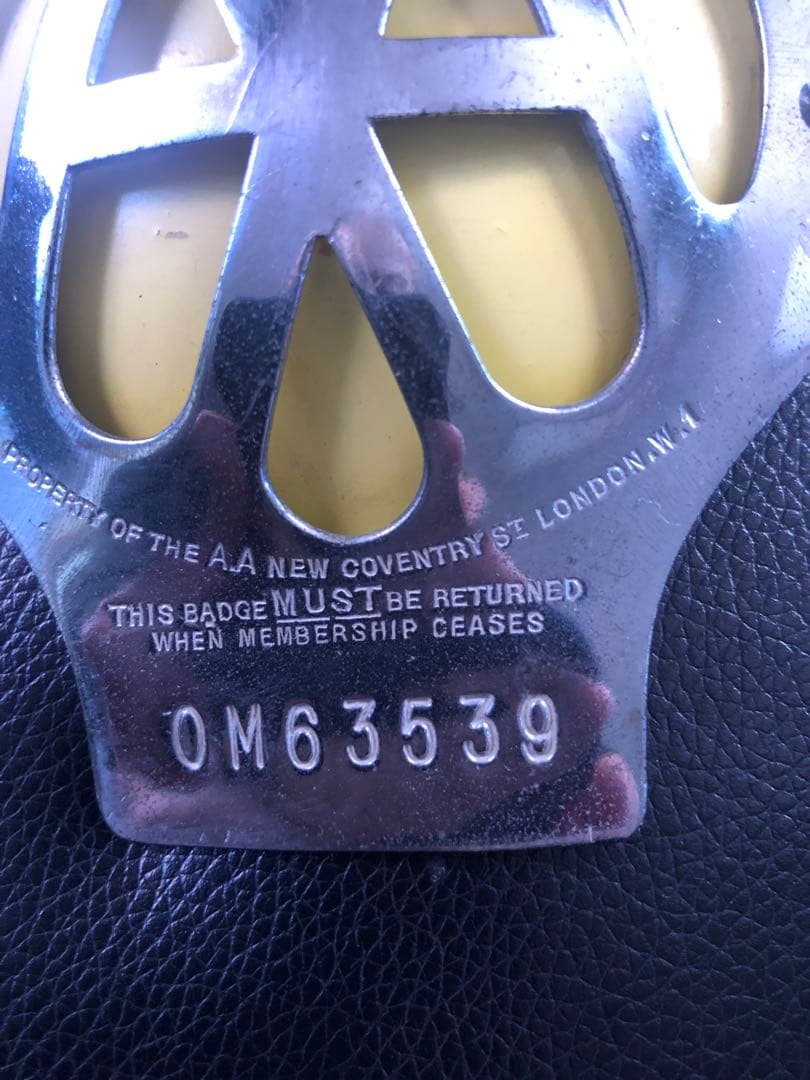 PROPERTY OF THE A.A NEW COVENTRY ST LONDON.W.1
THIS BADGE MUST BE RETURNED
WHEN MEMBERSHIP CEASES
0M63539